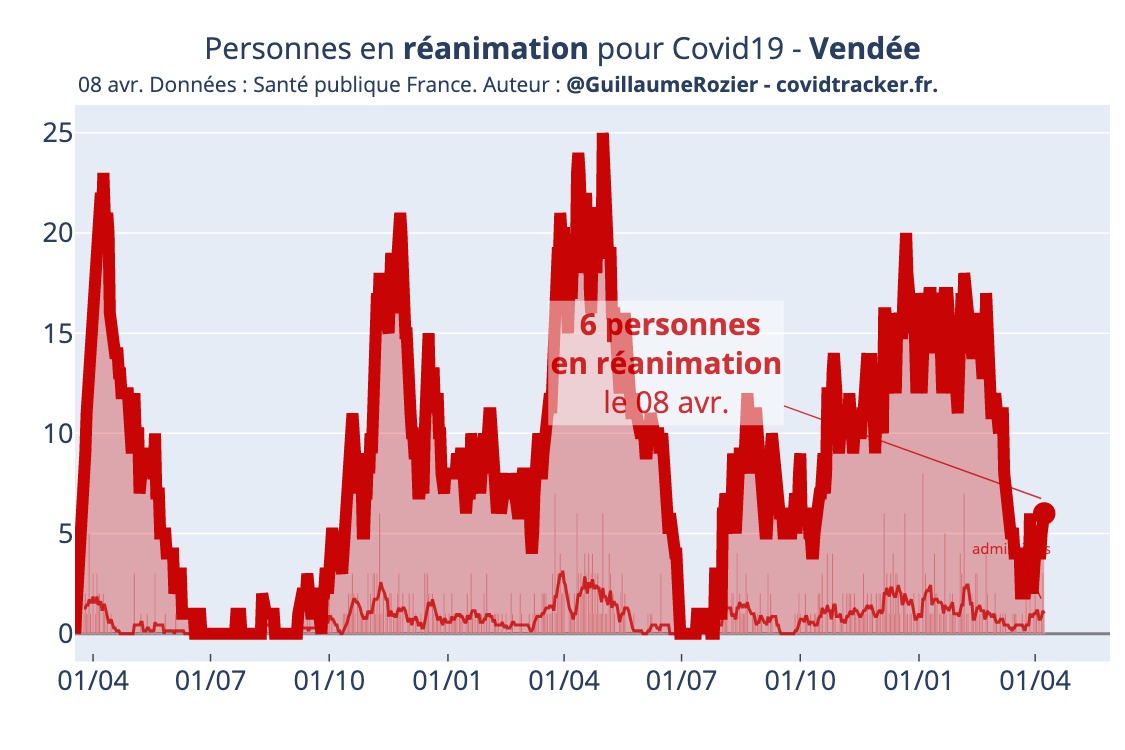 Personnes en réanimation pour Covid19 - Vendée
08 avr. Données : Santé publique France. Auteur : @GuillaumeRozier - covidtracker.fr.
25
20
15
10
5
0
6 personnes
en réanimation
le 08 avr.
01/04 01/07 01/10 01/01 01/04 01/07 01/10 01/01 01/04